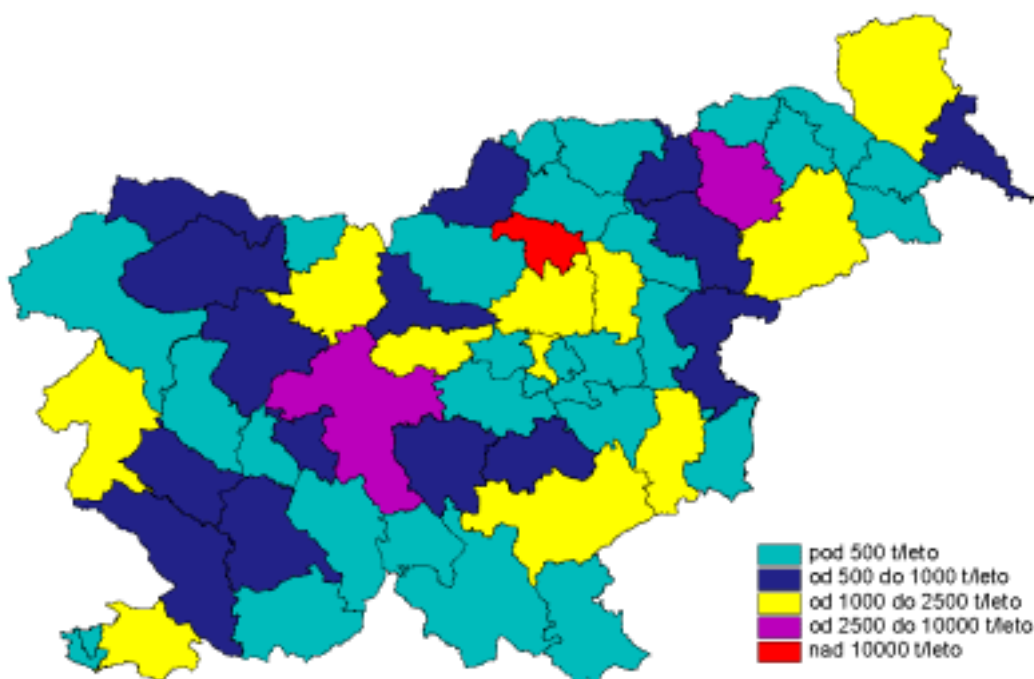 pod 500 t/leto
od 500 do 1000 t/leto
od 1000 do 2500 t/leto
od 2500 do 10000 t/leto
nad 10000 t/leto